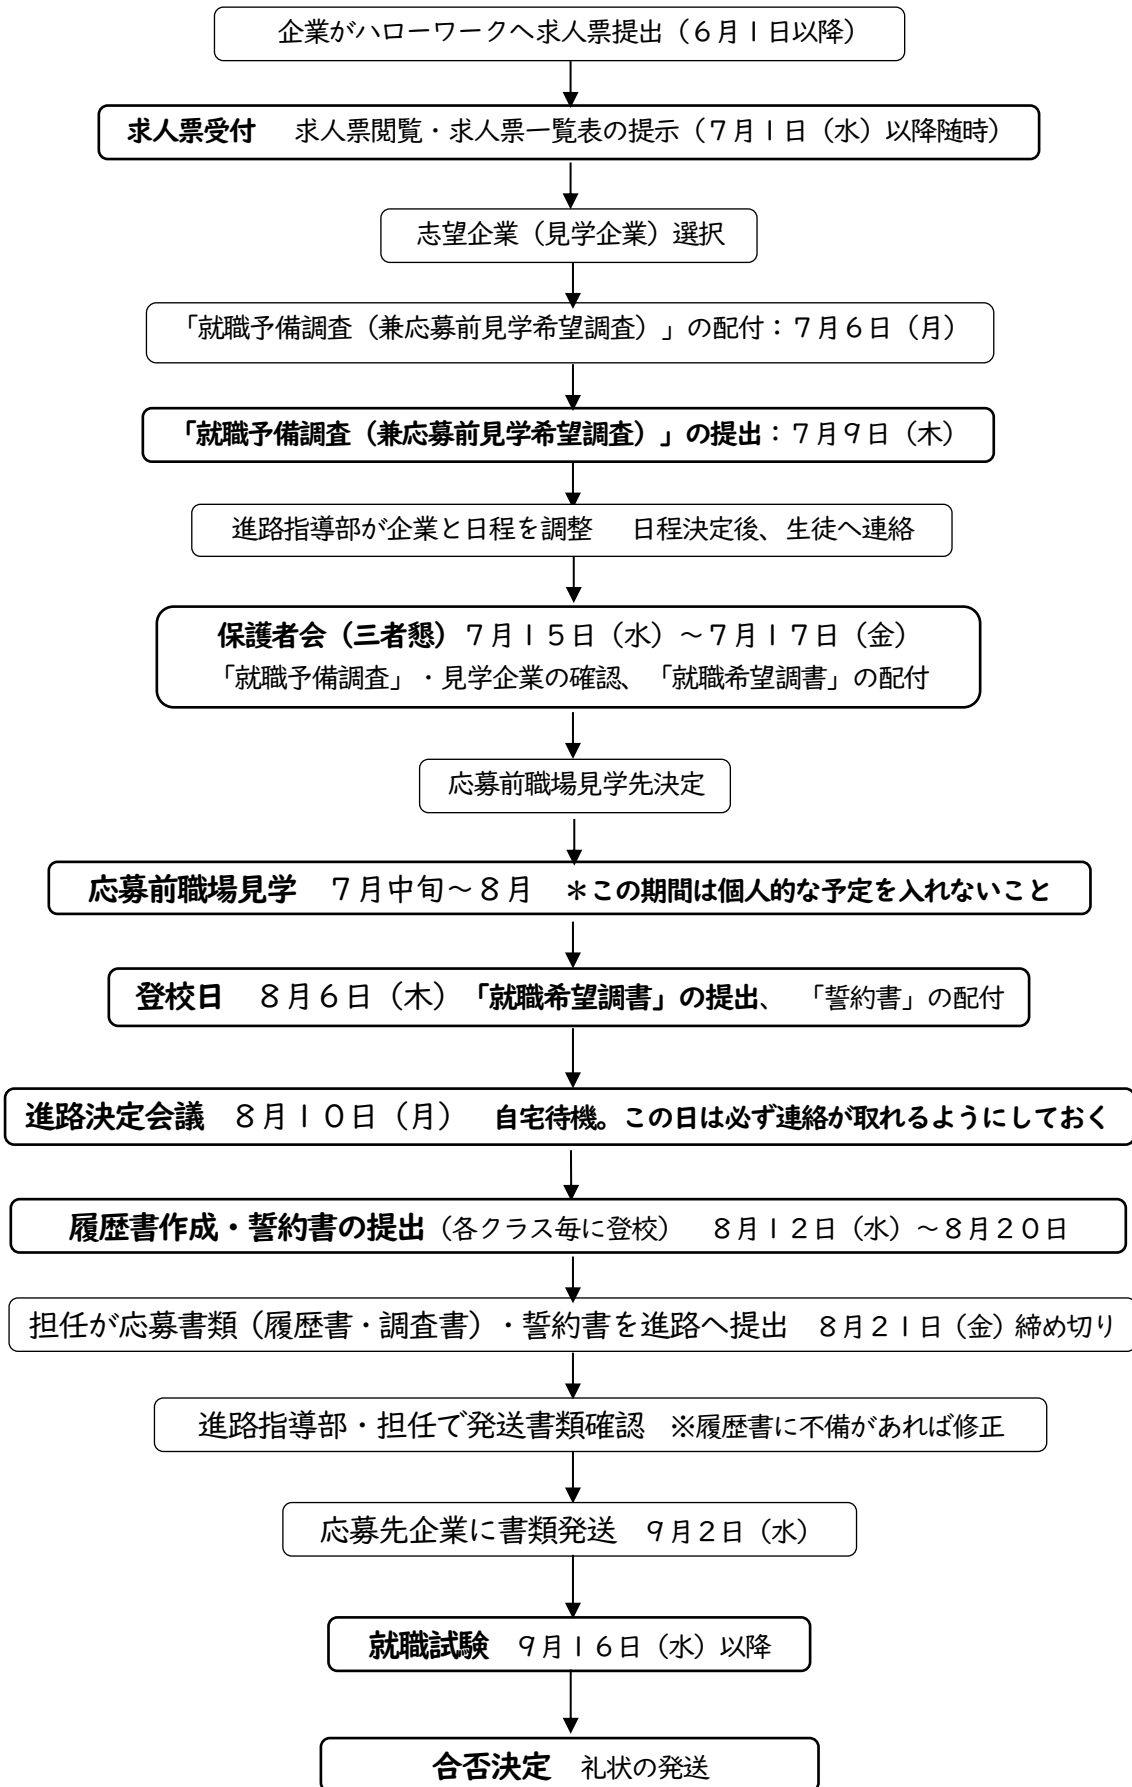 企業がハローワークへ求人票提出（６月１日以降）
求人票受付　求人票閲覧・求人票一覧表の提示（７月１日（水）以降随時）
志望企業（見学企業）選択
「就職予備調査（兼応募前見学希望調査）」の配付：７月６日（月）
「就職予備調査（兼応募前見学希望調査）」の提出：７月９日（木）
進路指導部が企業と日程を調整　日程決定後、生徒へ連絡
保護者会（三者懇）７月１５日（水）～７月１７日（金）
「就職予備調査」・見学企業の確認、「就職希望調書」の配付
応募前職場見学先決定
応募前職場見学　７月中旬～８月　＊この期間は個人的な予定を入れないこと
登校日　８月６日（木）「就職希望調書」の提出、「誓約書」の配付
進路決定会議　８月１０日（月）　自宅待機。この日は必ず連絡が取れるようにしておく
履歴書作成・誓約書の提出（各クラス毎に登校）　８月１２日（水）～８月２０日
担任が応募書類（履歴書・調査書）・誓約書を進路へ提出　８月２１日（金）締め切り
進路指導部・担任で発送書類確認　※履歴書に不備があれば修正
応募先企業に書類発送　９月２日（水）
就職試験　９月１６日（水）以降
合否決定　礼状の発送